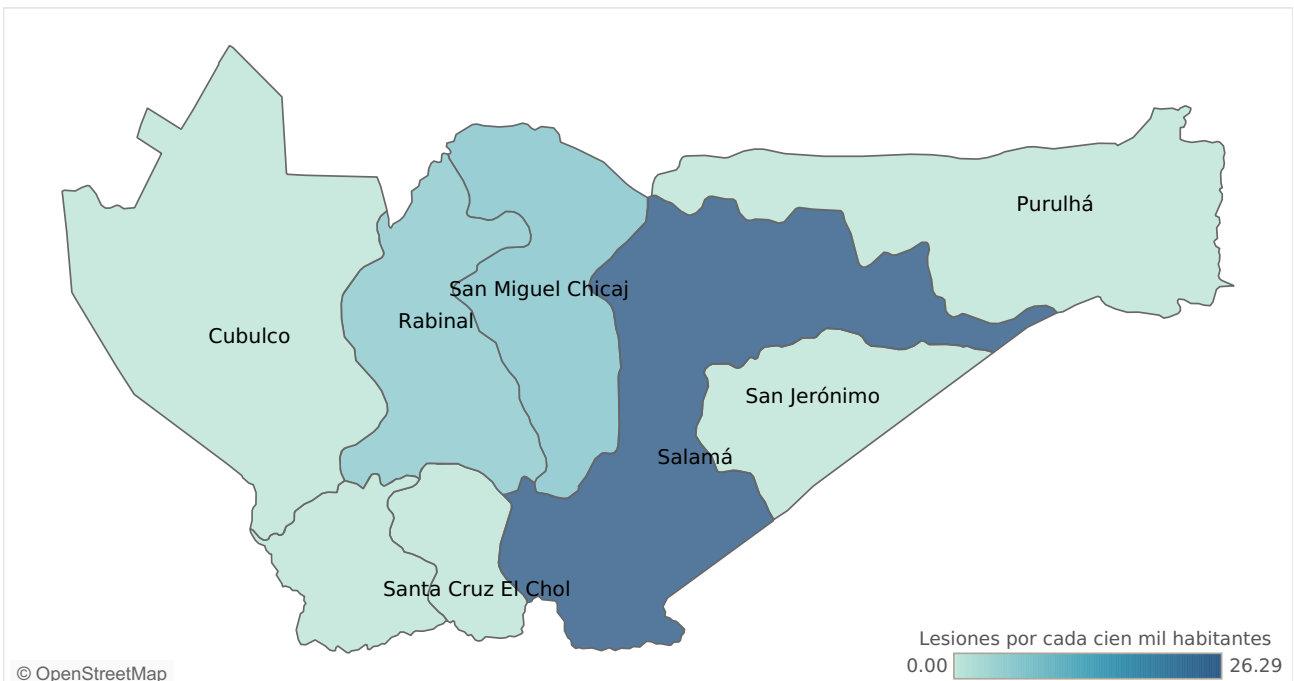 Purulhá
San Miguel Chicaj
Rabinal
Cubulco
San Jerónimo
Salamá
Santa Cruz El Chol
Lesiones por cada cien mil habitantes
0.00 26.29
© OpenStreetMap